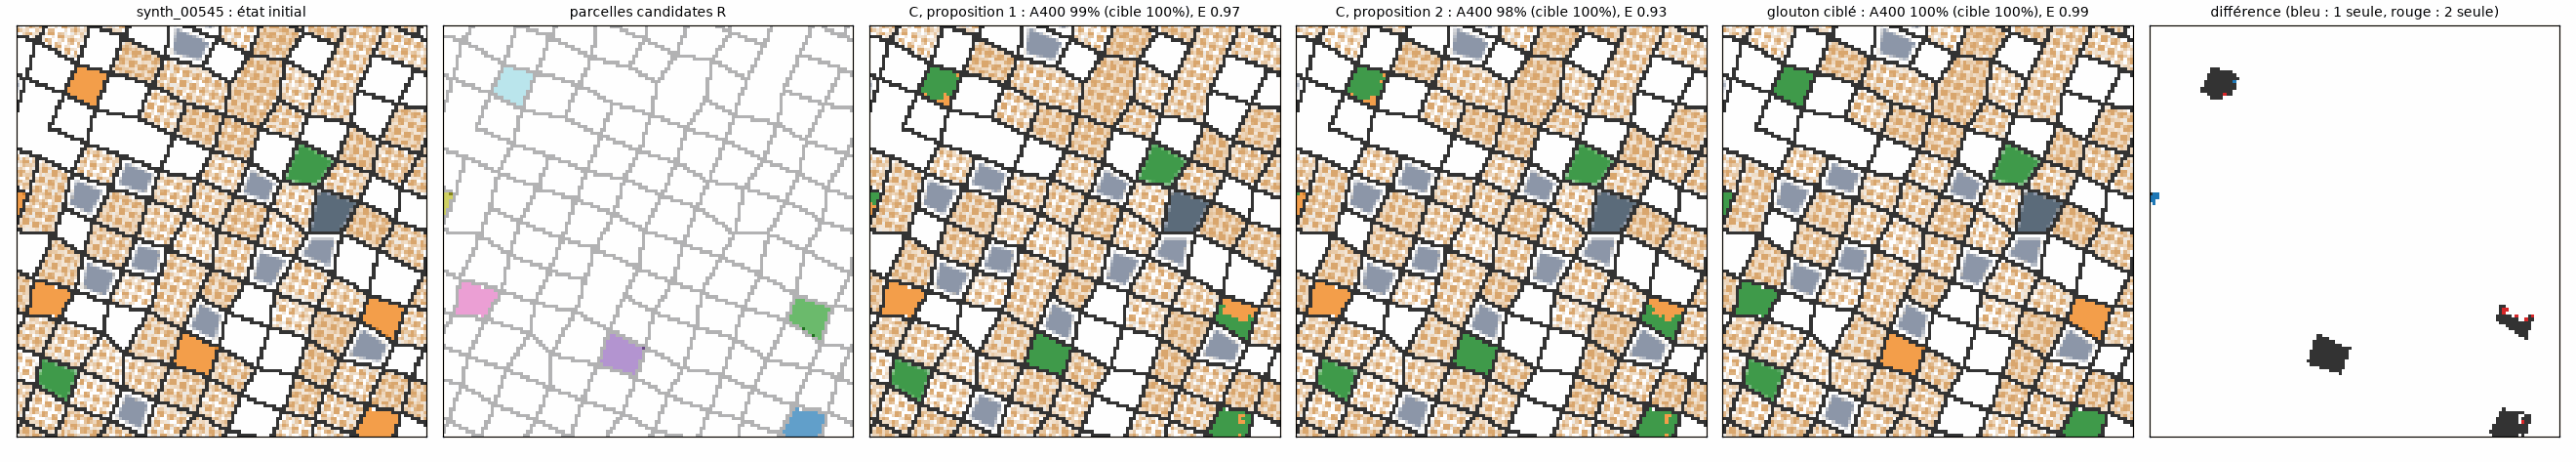 synth_00545 : état initial
parcelles candidates R
C, proposition 1 : A400 99% (cible 100%), E 0.97
C, proposition 2 : A400 98% (cible 100%), E 0.93
glouton ciblé : A400 100% (cible 100%), E 0.99
différence (bleu : 1 seule, rouge : 2 seule)